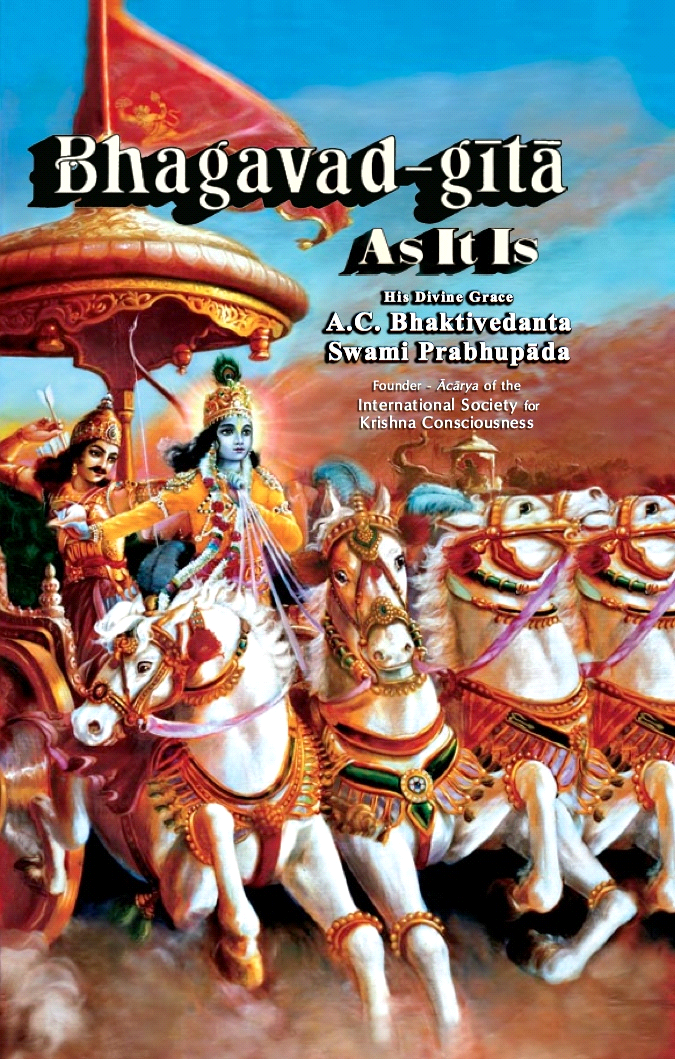 Bhagavad-gītā
As It Is
His Divine Grace
A.C. Bhaktivedanta
Swami Prabhupāda
Founder - Ācārya of the
International Society for
Krishna Consciousness